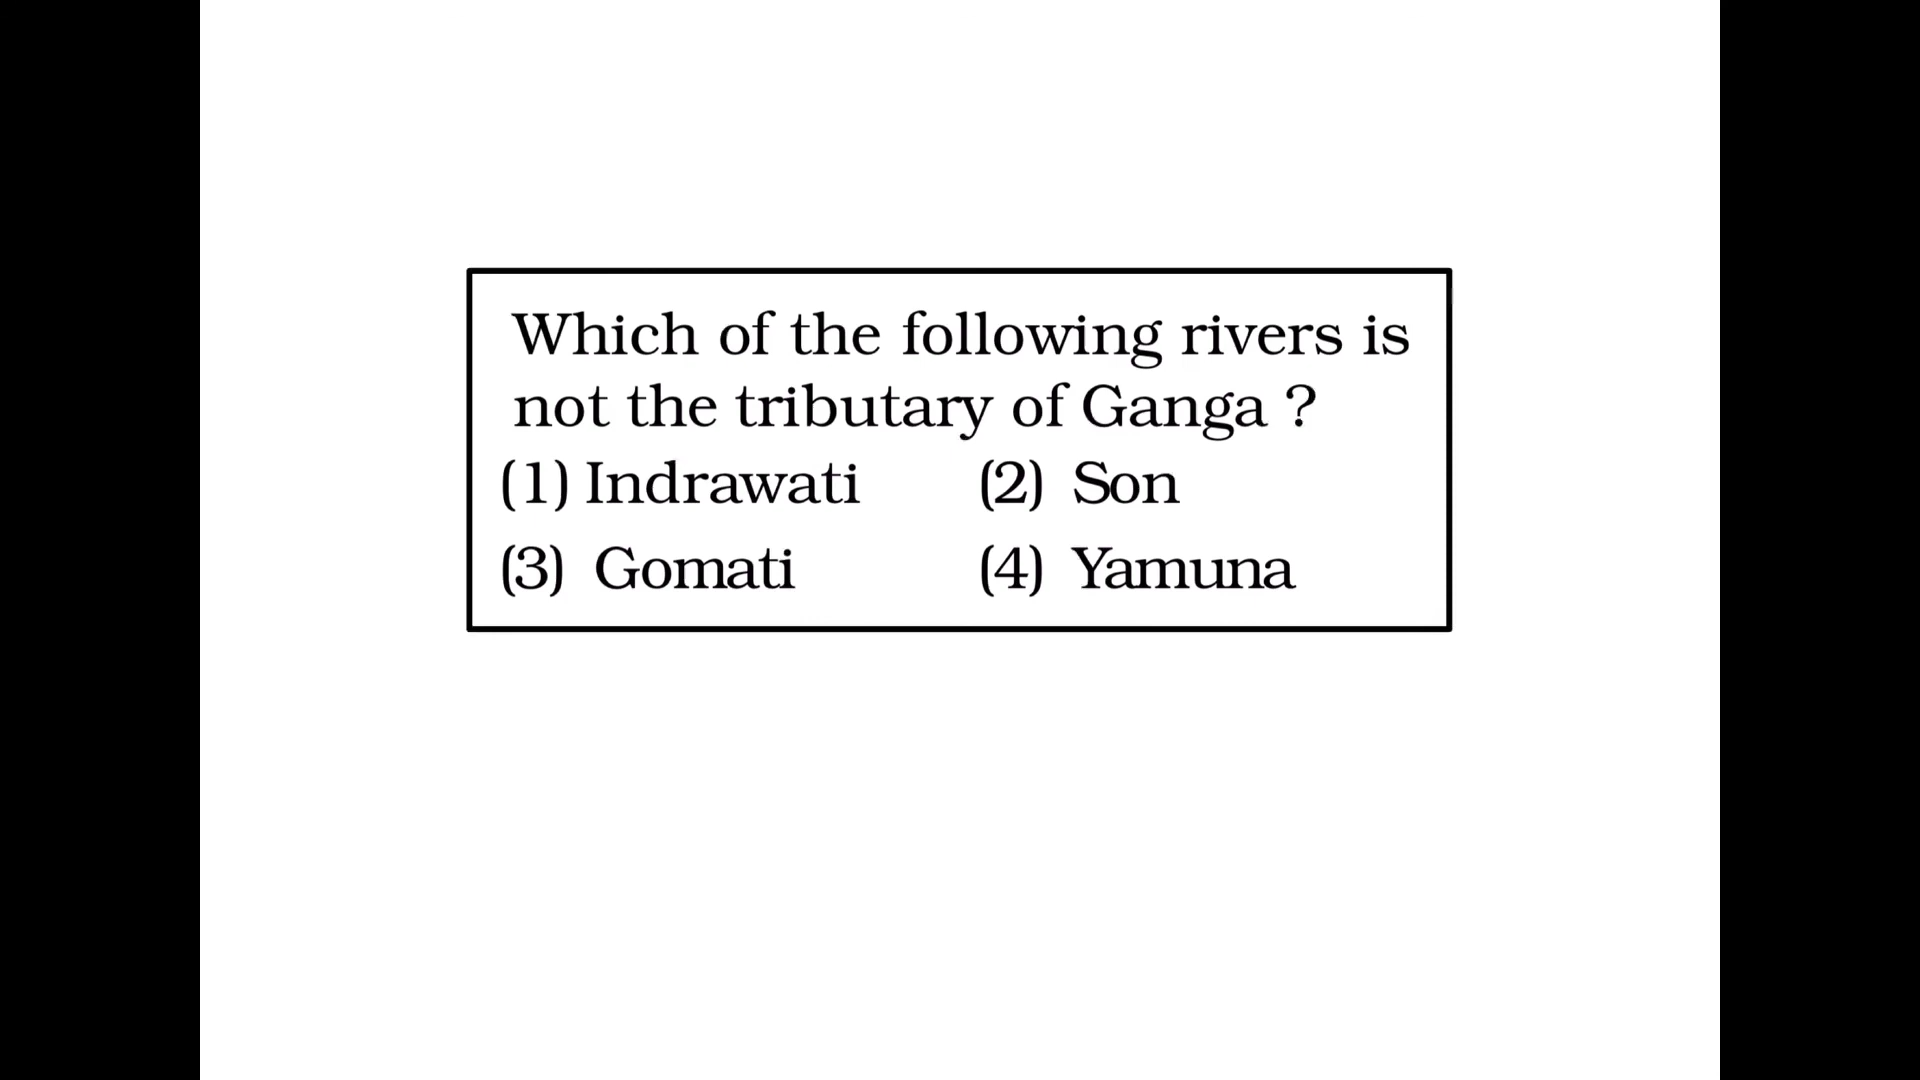 Which of the following rivers is
not the tributary of Ganga ?
(1) Indrawati (2) Son
(3) Gomati (4) Yamuna